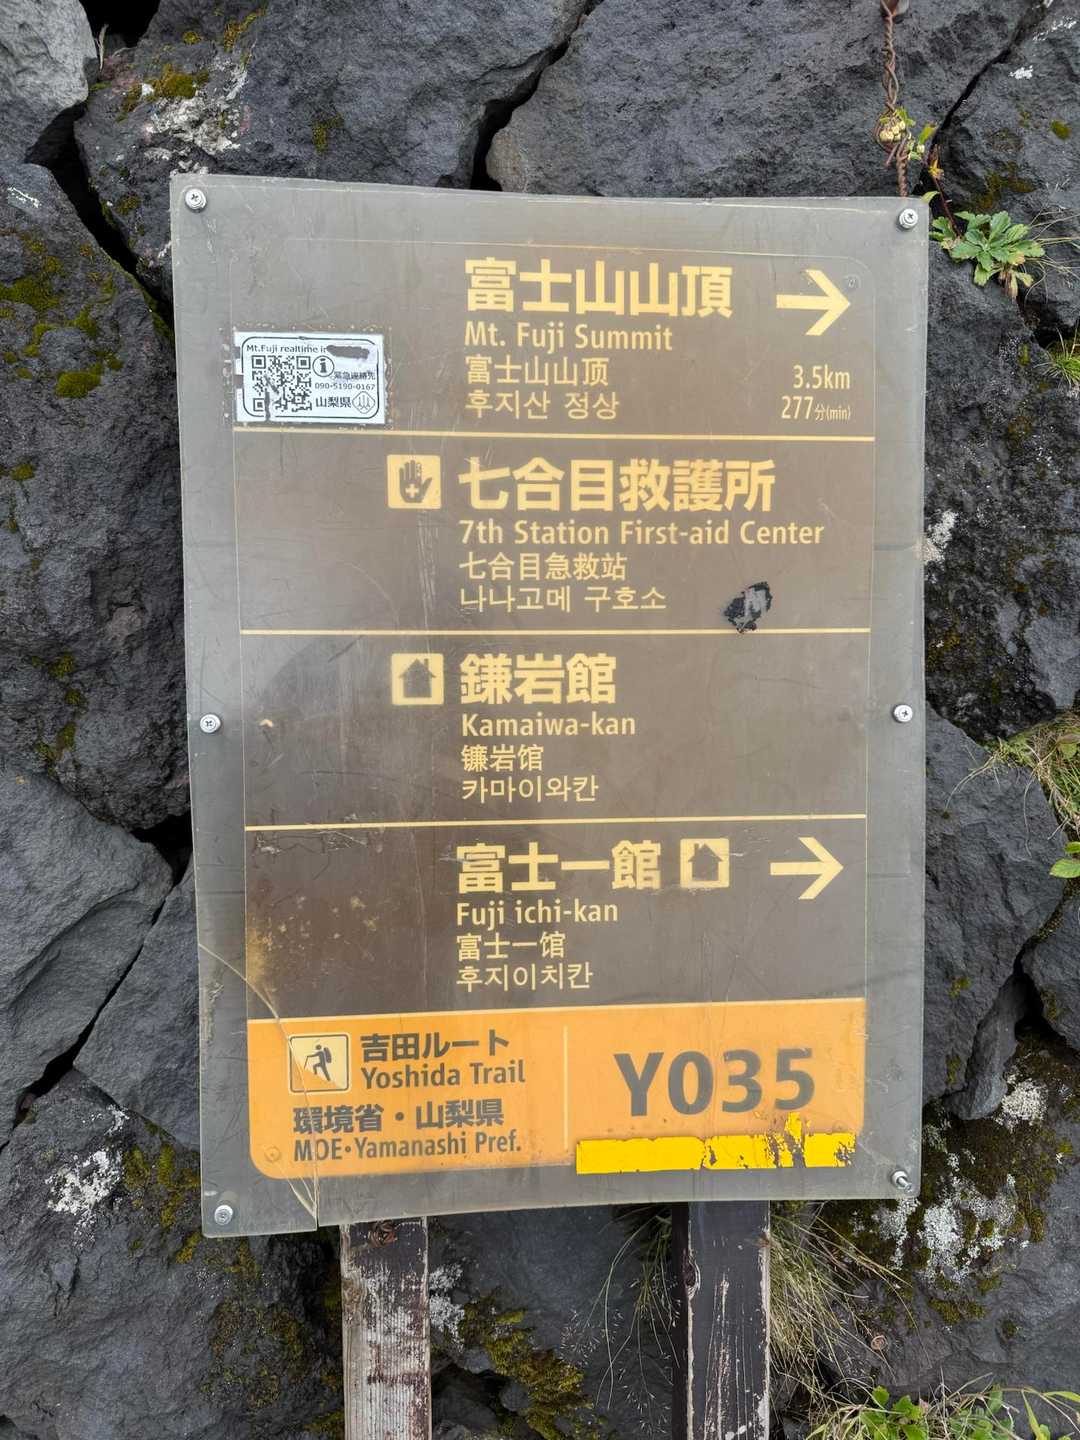 富士山山頂
Mt. Fuji Summit
富士山山顶
후지산 정상
3.5km
277分(min)
Mt.Fuji realtime
緊急連絡先
090-5190-0167
山梨県
七合目救護所
7th Station First-aid Center
七合目急救站
나나고메 구호소
鎌岩館
Kamaiwa-kan
镰岩馆
카마이와칸
富士一館
Fuji ichi-kan
富士一馆
후지이치칸
吉田ルート
Yoshida Trail
環境省・山梨県
MOE・Yamanashi Pref.
Y035